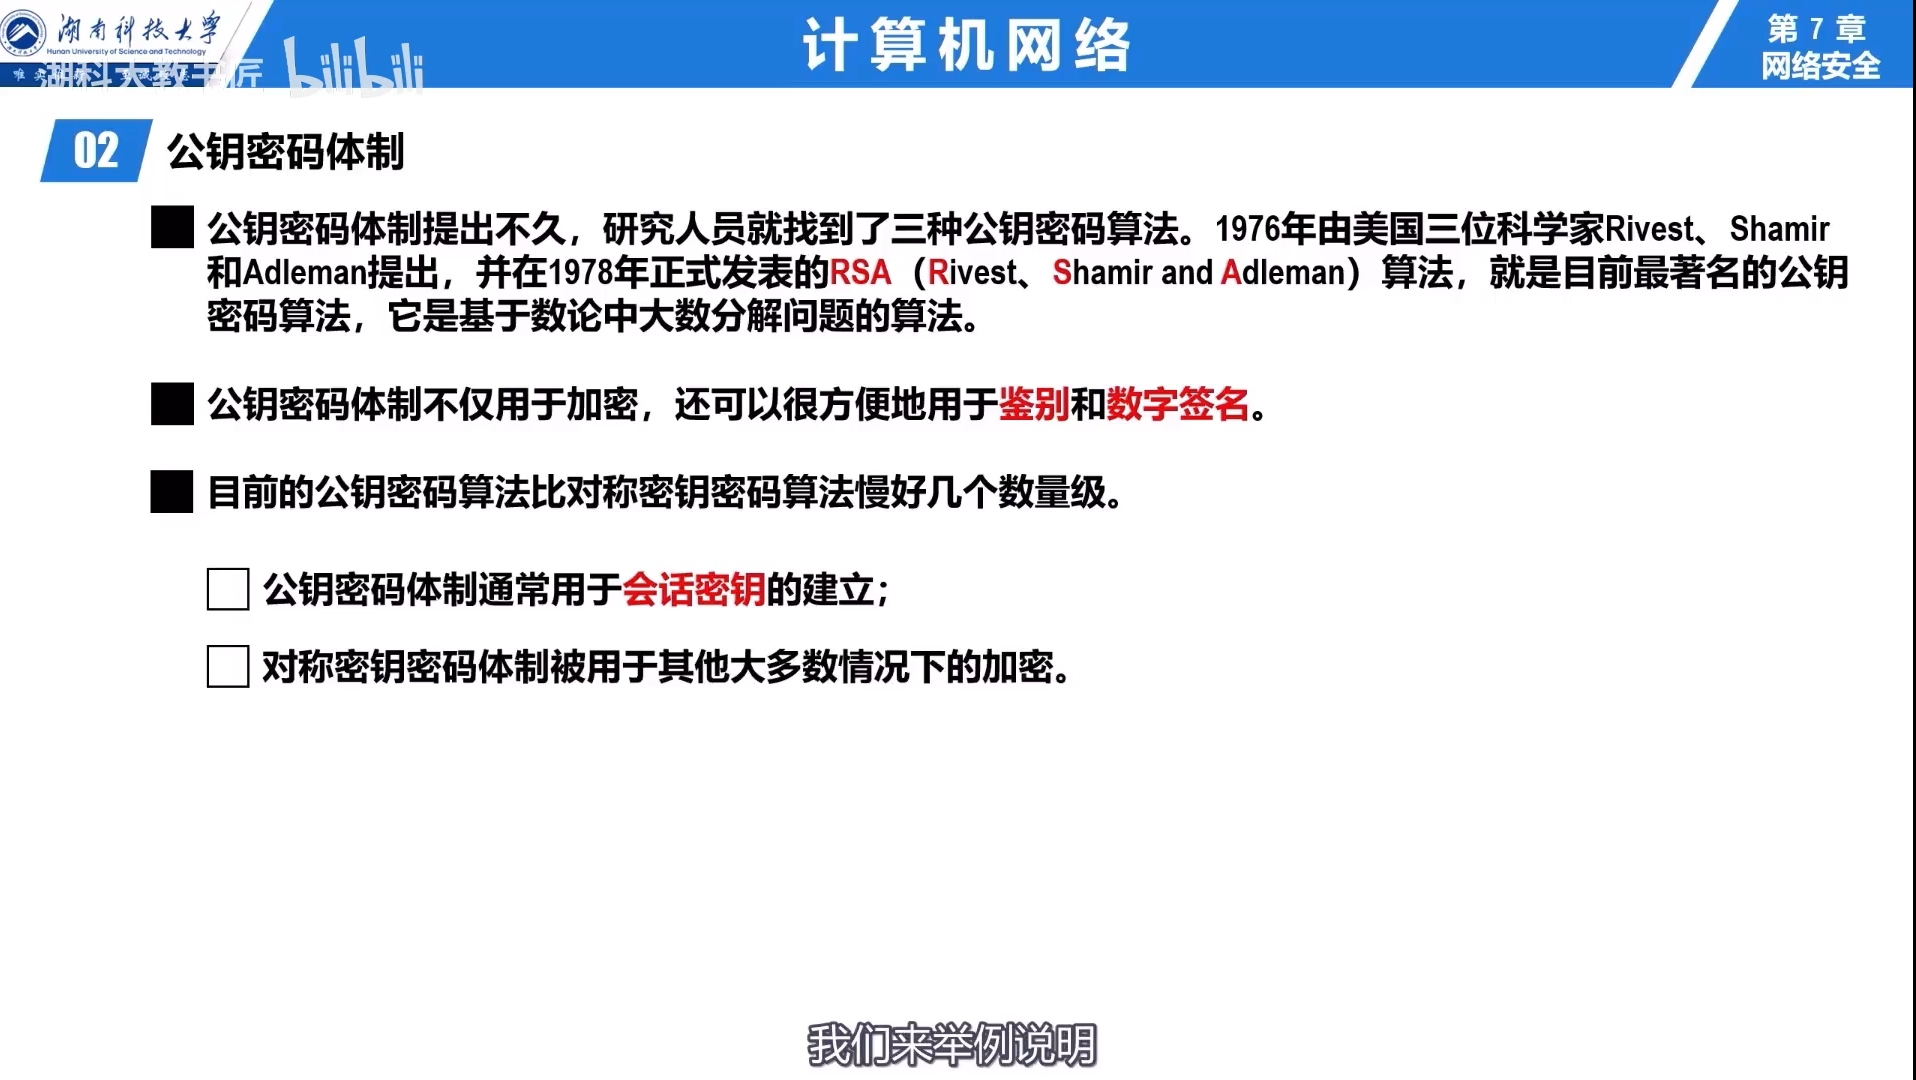 湖南科技大学
Hunan University of Science and Technology
湖科大教书匠 bilibili
计算机网络
第 7 章
网络安全
02 公钥密码体制
公钥密码体制提出不久，研究人员就找到了三种公钥密码算法。1976年由美国三位科学家Rivest、Shamir
和Adleman提出，并在1978年正式发表的RSA（Rivest、Shamir and Adleman）算法，就是目前最著名的公钥
密码算法，它是基于数论中大数分解问题的算法。
公钥密码体制不仅用于加密，还可以很方便地用于鉴别和数字签名。
目前的公钥密码算法比对称密钥密码算法慢好几个数量级。
公钥密码体制通常用于会话密钥的建立；
对称密钥密码体制被用于其他大多数情况下的加密。
我们来举例说明